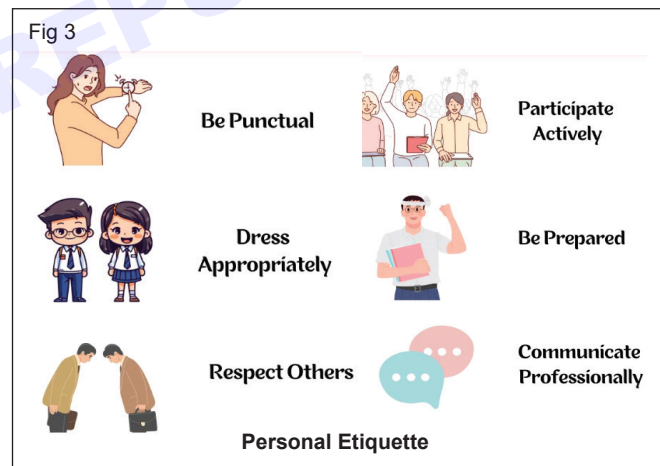 Fig 3
Be Punctual
Participate
Actively
Dress
Appropriately
Be Prepared
Respect Others
Communicate
Professionally
Personal Etiquette